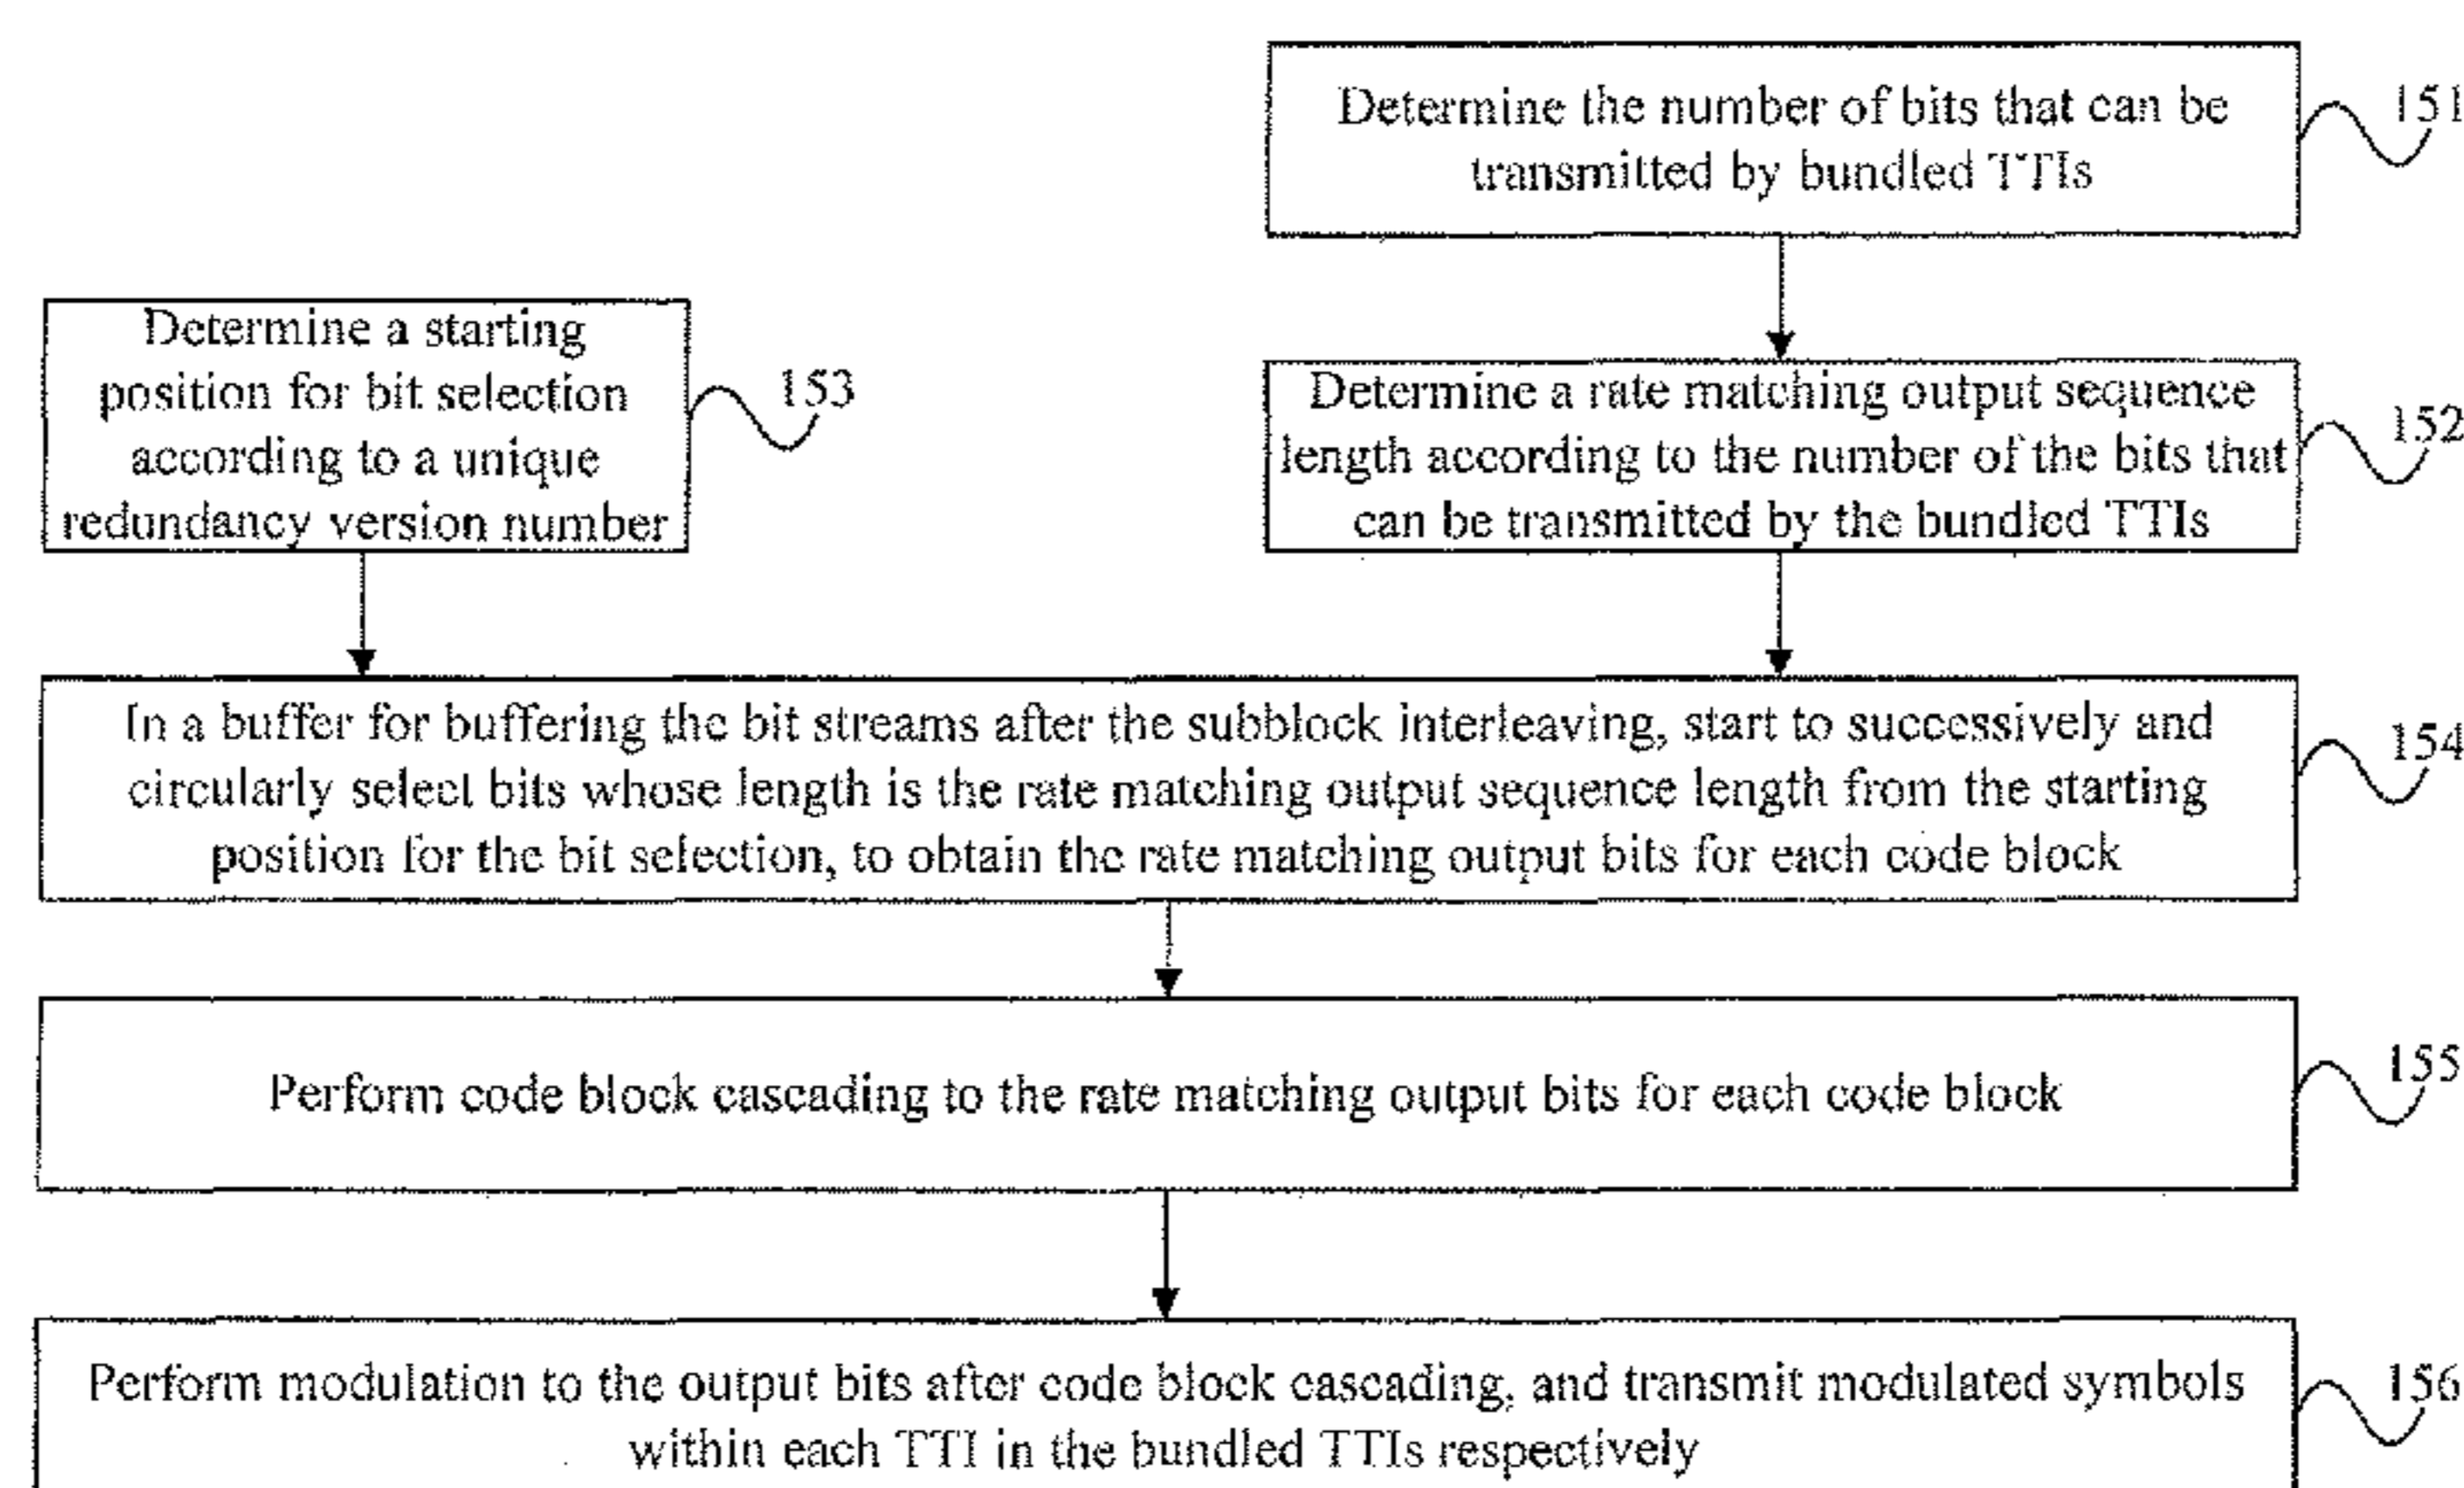 Determine the number of bits that can be
transmitted by bundled TTIs
151
Determine a starting
position for bit selection
according to a unique
redundancy version number
153
Determine a rate matching output sequence
length according to the number of the bits that
can be transmitted by the bundled TTIs
152
In a buffer for buffering the bit streams after the subblock interleaving, start to successively and
circularly select bits whose length is the rate matching output sequence length from the starting
position for the bit selection, to obtain the rate matching output bits for each code block
154
Perform code block cascading to the rate matching output bits for each code block
155
Perform modulation to the output bits after code block cascading, and transmit modulated symbols
within each TTI in the bundled TTIs respectively
156